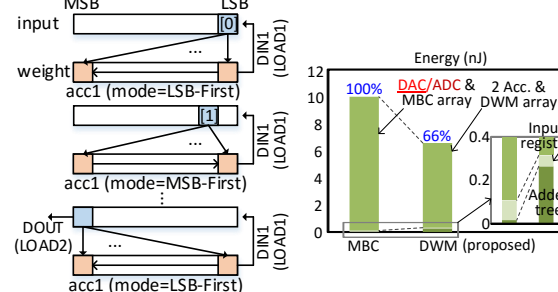 MSB LSB
input [0]
...
weight
DIN1
(LOAD1)
acc1 (mode=LSB-First)
[1]
...
DIN1
(LOAD1)
acc1 (mode=MSB-First)
⋮
DOUT
(LOAD2)
...
DIN1
(LOAD1)
acc1 (mode=LSB-First)
Energy (nJ)
12
10
8
6
4
2
0
100%
66%
DAC/ADC &
MBC array
2 Acc. &
DWM array
0.4
0.2
0
Input
regist
Adde
tree
MBC DWM (proposed)